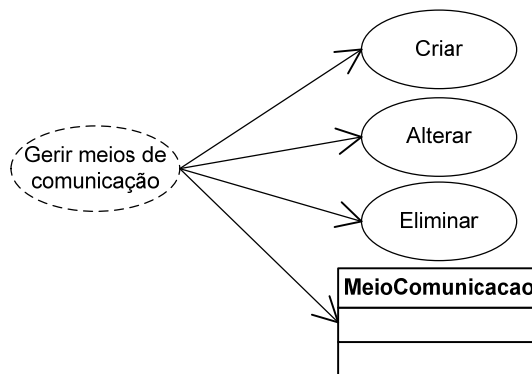 Criar
Gerir meios de
comunicação
Alterar
Eliminar
MeioComunicacao